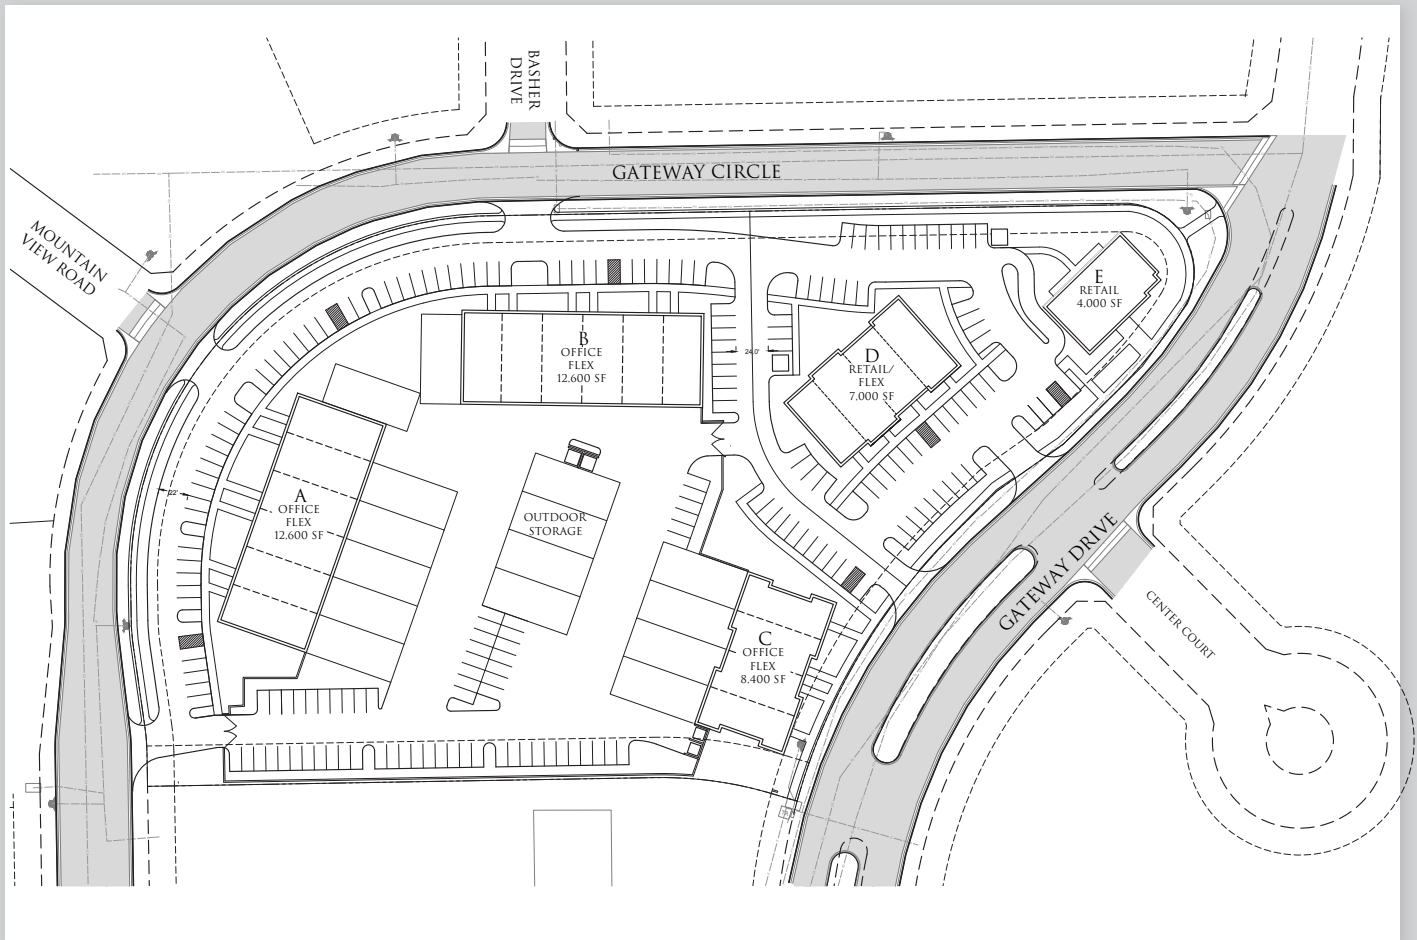 BASHER
DRIVE
GATEWAY CIRCLE
MOUNTAIN
VIEW ROAD
E
RETAIL
4,000 SF
B
OFFICE
FLEX
12,600 SF
24.0'
D
RETAIL/
FLEX
7,000 SF
A
OFFICE
FLEX
12,600 SF
22'
OUTDOOR
STORAGE
GATEWAY DRIVE
CENTER COURT
C
OFFICE
FLEX
8,400 SF